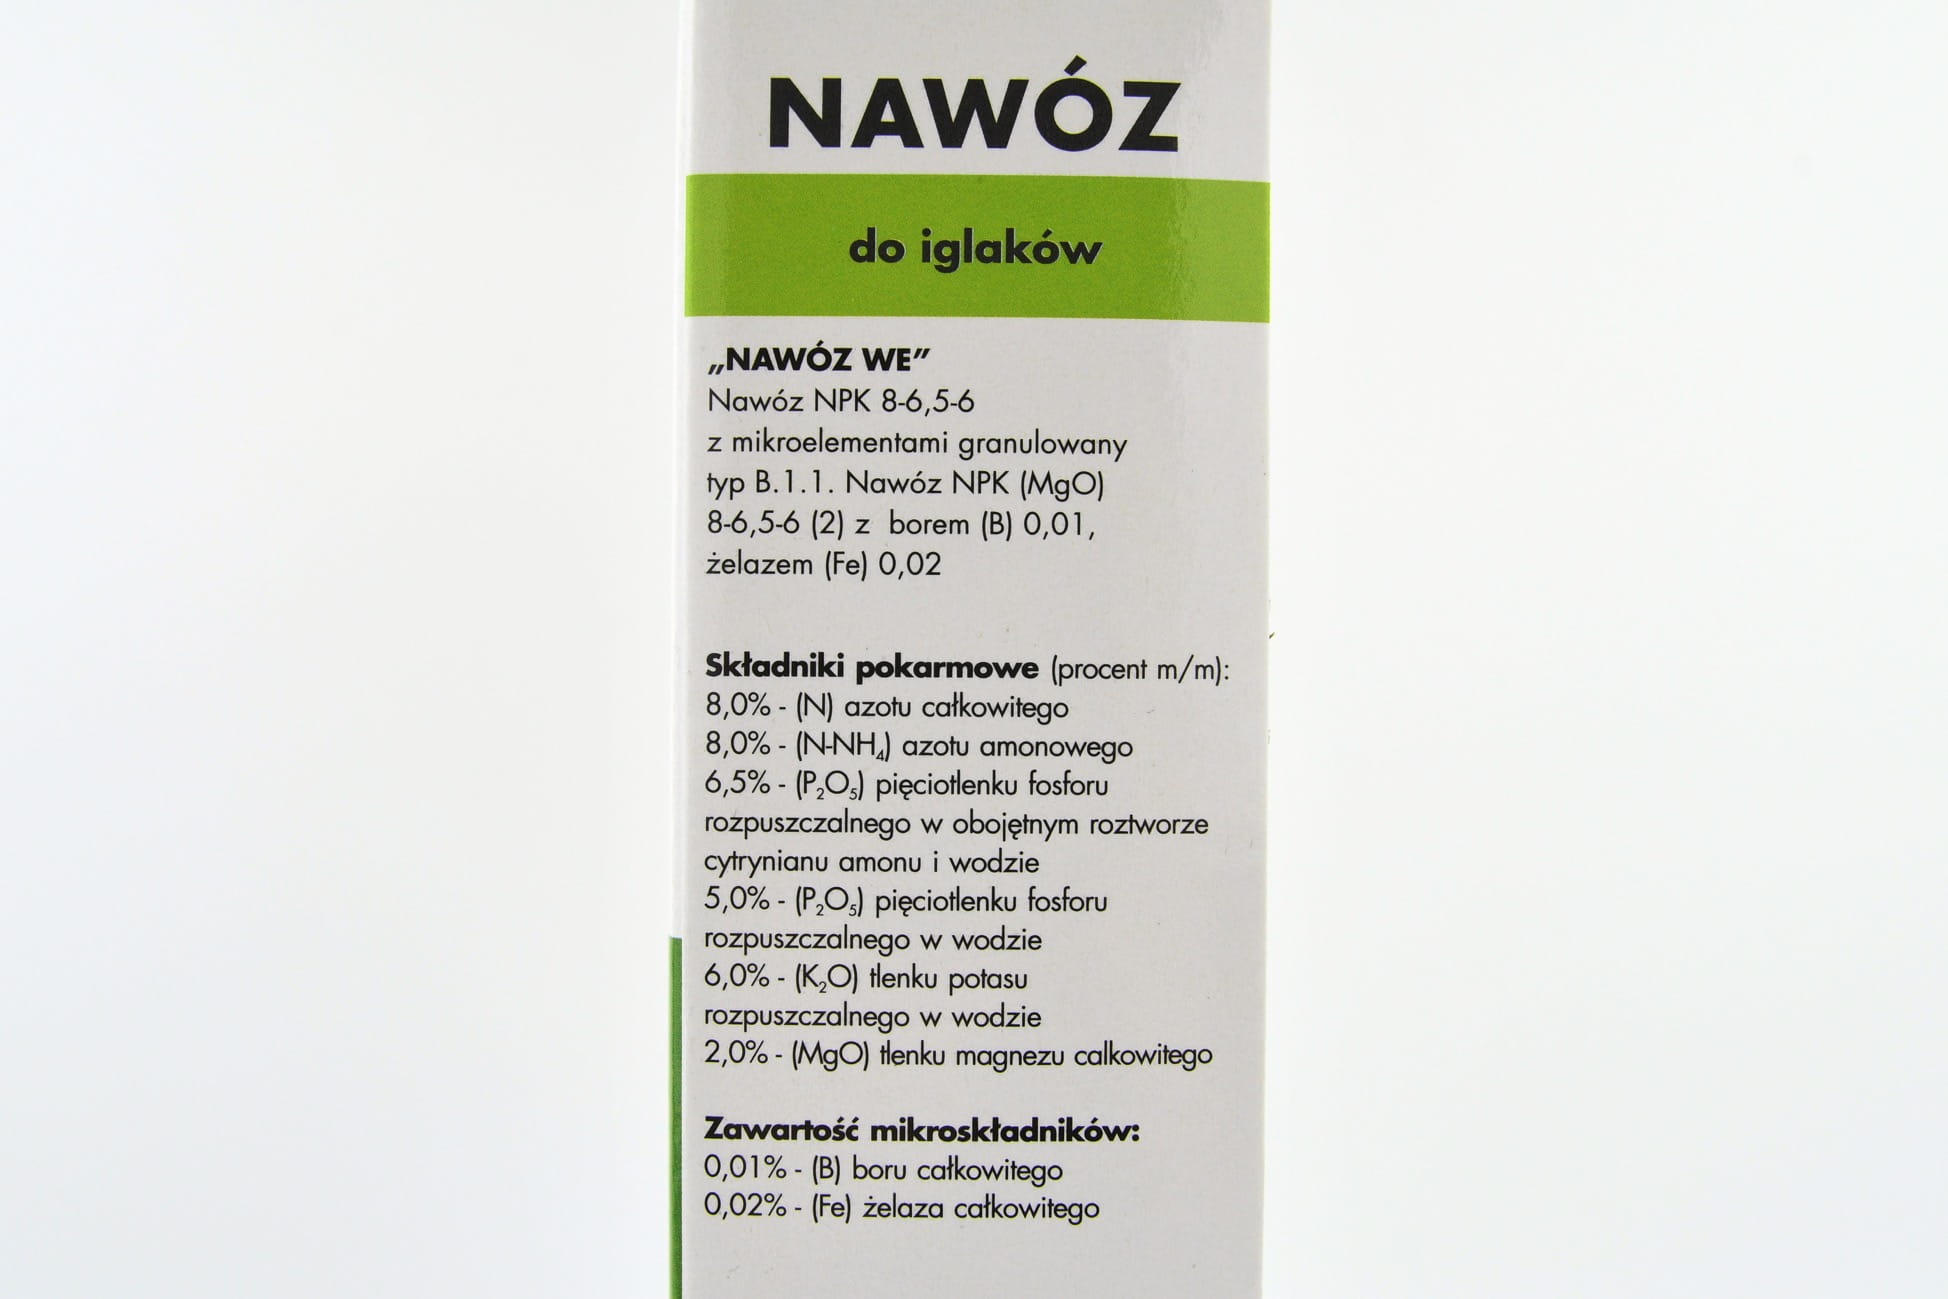 NAWÓZ
do iglaków
„NAWÓZ WE”
Nawóz NPK 8-6,5-6
z mikroelementami granulowany
typ B.1.1. Nawóz NPK (MgO)
8-6,5-6 (2) z borem (B) 0,01,
żelazem (Fe) 0,02
Składniki pokarmowe (procent m/m):
8,0% - (N) azotu całkowitego
8,0% - (N-NH₄) azotu amonowego
6,5% - (P₂O₅) pięciotlenku fosforu
rozpuszczalnego w obojętnym roztworze
cytrynianu amonu i wodzie
5,0% - (P₂O₅) pięciotlenku fosforu
rozpuszczalnego w wodzie
6,0% - (K₂O) tlenku potasu
rozpuszczalnego w wodzie
2,0% - (MgO) tlenku magnezu calkowitego
Zawartość mikroskładników:
0,01% - (B) boru całkowitego
0,02% - (Fe) żelaza całkowitego